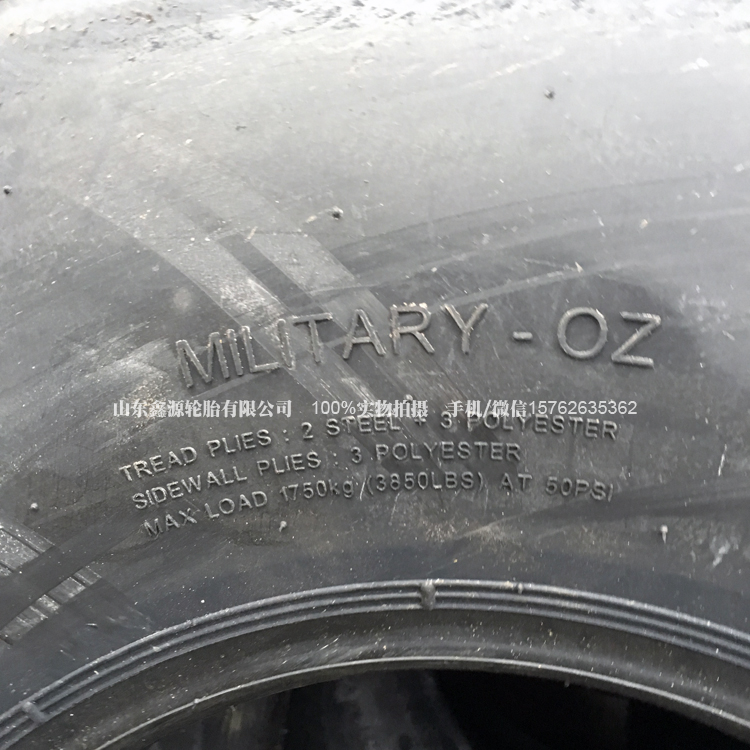 MILITARY - OZ
山东鑫源轮胎有限公司 100%实物拍摄 手机/微信15762635362
TREAD PLIES : 2 STEEL + 3 POLYESTER
SIDEWALL PLIES : 3 POLYESTER
MAX LOAD 1750kg (3850LBS) AT 50PSI